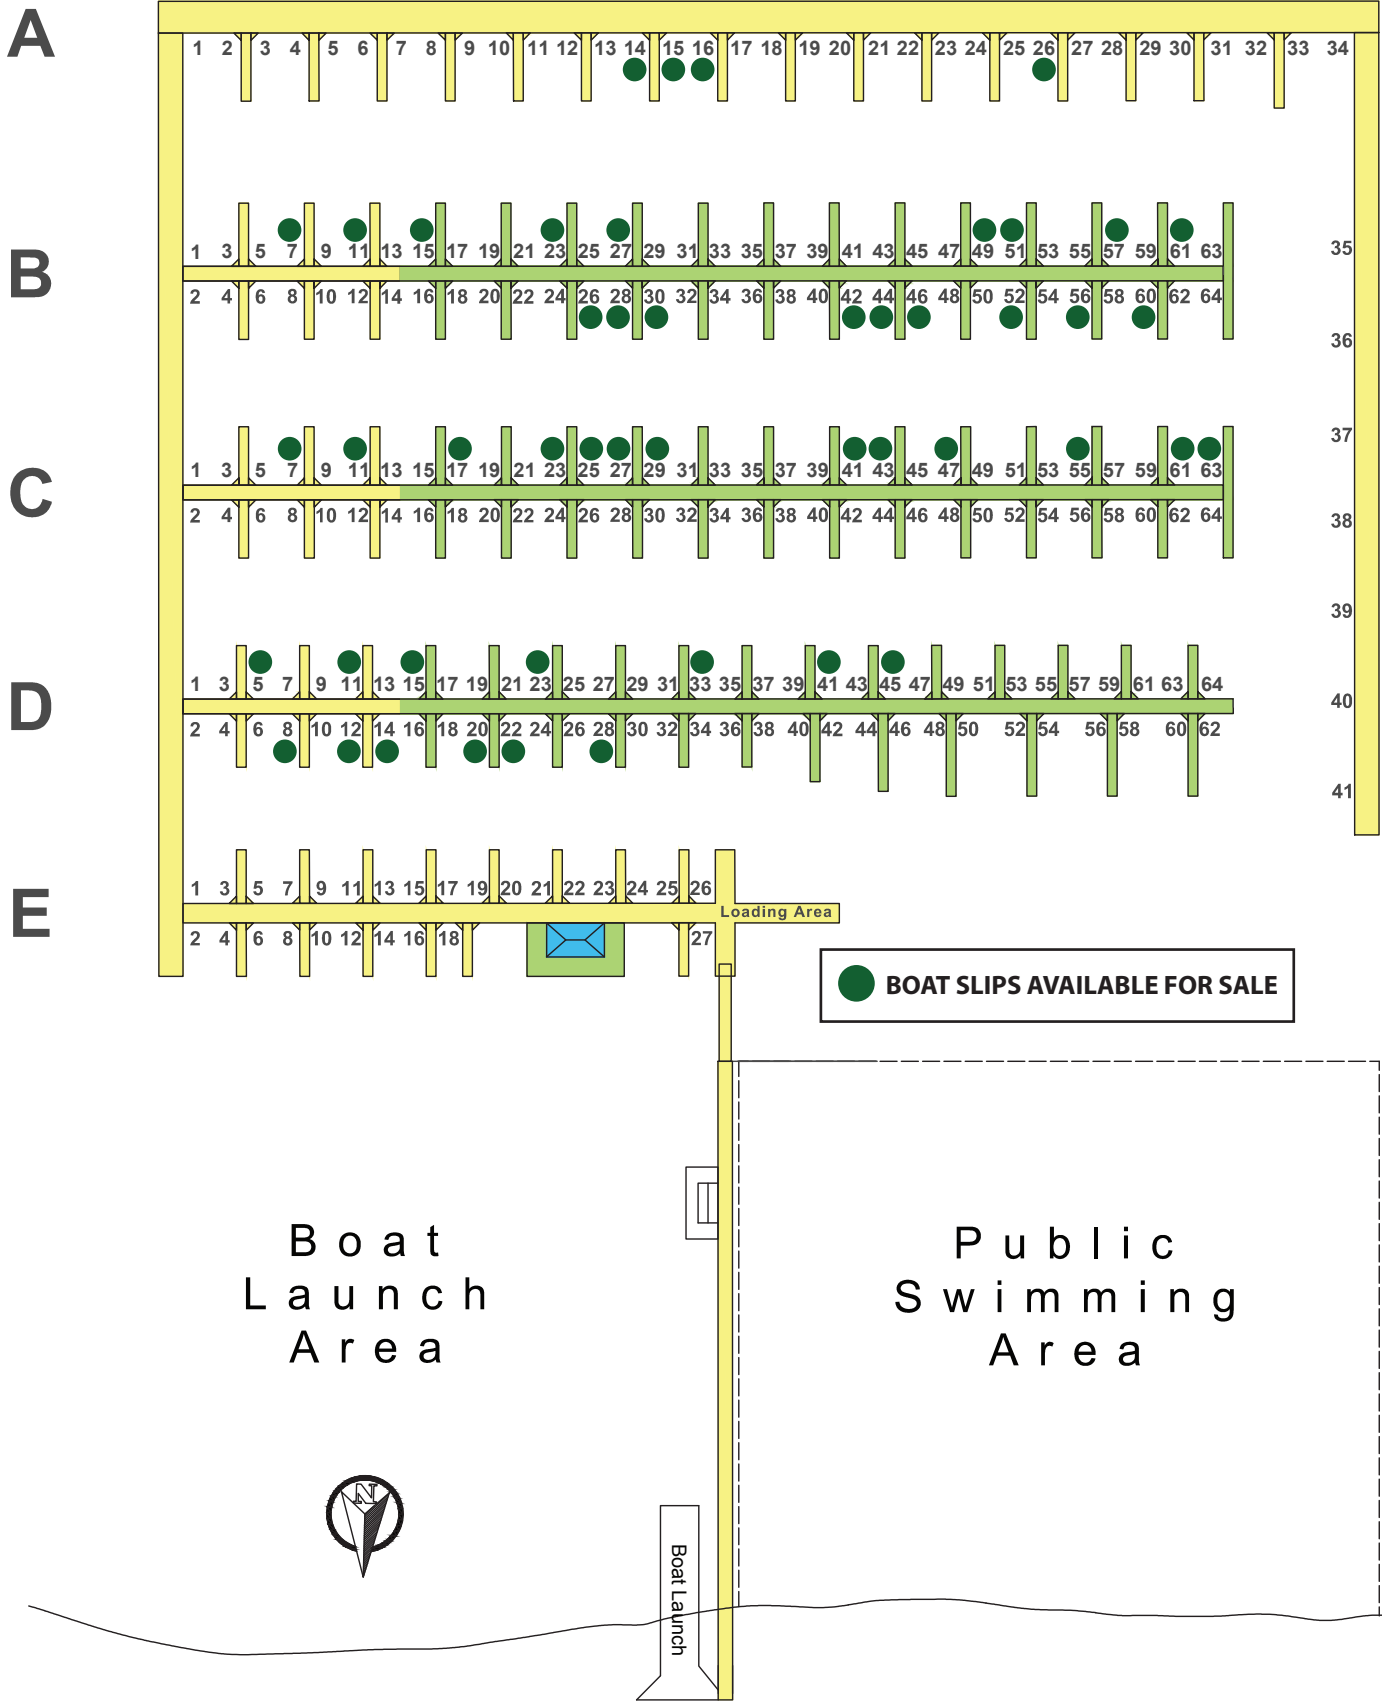 A
1 2 3 4 5 6 7 8 9 10 11 12 13 14 15 16 17 18 19 20 21 22 23 24 25 26 27 28 29 30 31 32 33 34
1 3 5 7 9 11 13 15 17 19 21 23 25 27 29 31 33 35 37 39 41 43 45 47 49 51 53 55 57 59 61 63 35
B
2 4 6 8 10 12 14 16 18 20 22 24 26 28 30 32 34 36 38 40 42 44 46 48 50 52 54 56 58 60 62 64
36
37
1 3 5 7 9 11 13 15 17 19 21 23 25 27 29 31 33 35 37 39 41 43 45 47 49 51 53 55 57 59 61 63
C
2 4 6 8 10 12 14 16 18 20 22 24 26 28 30 32 34 36 38 40 42 44 46 48 50 52 54 56 58 60 62 64 38
39
1 3 5 7 9 11 13 15 17 19 21 23 25 27 29 31 33 35 37 39 41 43 45 47 49 51 53 55 57 59 61 63 64
D
40
2 4 6 8 10 12 14 16 18 20 22 24 26 28 30 32 34 36 38 40 42 44 46 48 50 52 54 56 58 60 62
41
1 3 5 7 9 11 13 15 17 19 20 21 22 23 24 25 26
E
Loading Area
2 4 6 8 10 12 14 16 18 27
BOAT SLIPS AVAILABLE FOR SALE
Boat
Launch
Area
Public
Swimming
Area
N
Boat Launch